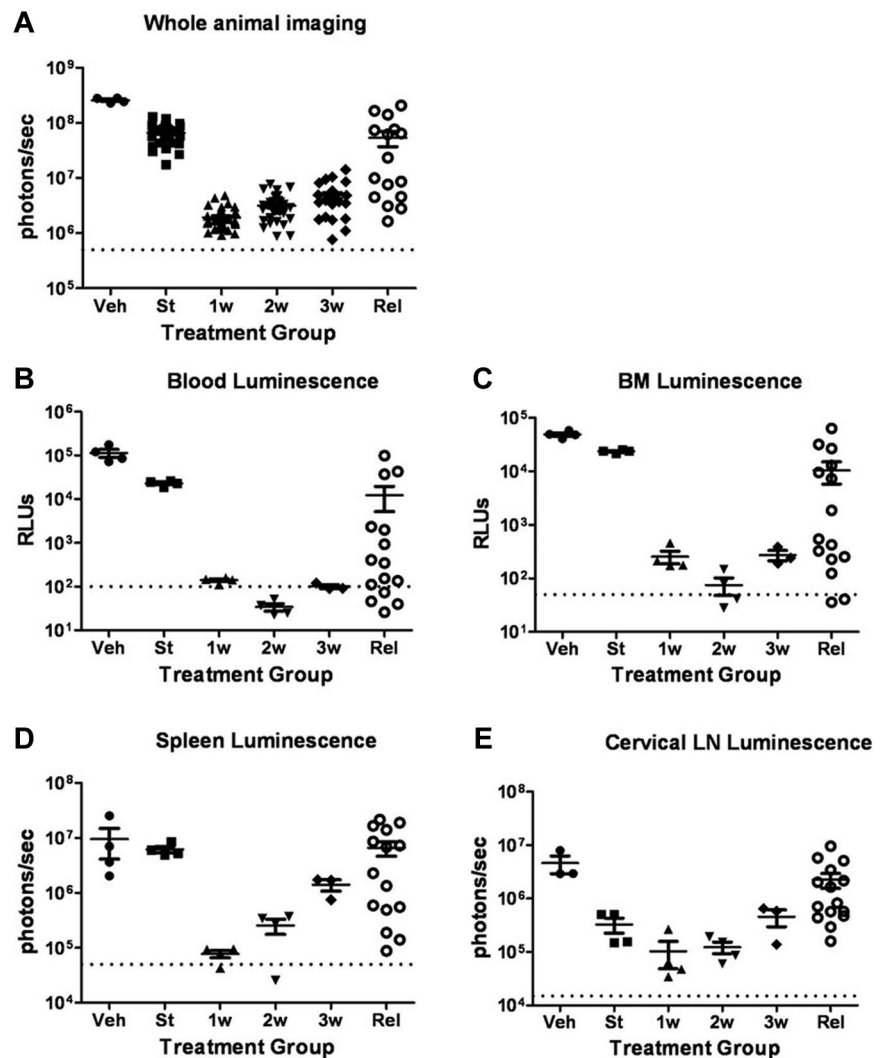 A
Whole animal imaging
photons/sec
10⁹
10⁸
10⁷
10⁶
10⁵
Veh St 1w 2w 3w Rel
Treatment Group
B
Blood Luminescence
RLUs
10⁶
10⁵
10⁴
10³
10²
10¹
Veh St 1w 2w 3w Rel
Treatment Group
C
BM Luminescence
RLUs
10⁵
10⁴
10³
10²
10¹
Veh St 1w 2w 3w Rel
Treatment Group
D
Spleen Luminescence
photons/sec
10⁸
10⁷
10⁶
10⁵
10⁴
Veh St 1w 2w 3w Rel
Treatment Group
E
Cervical LN Luminescence
photons/sec
10⁸
10⁷
10⁶
10⁵
10⁴
Veh St 1w 2w 3w Rel
Treatment Group